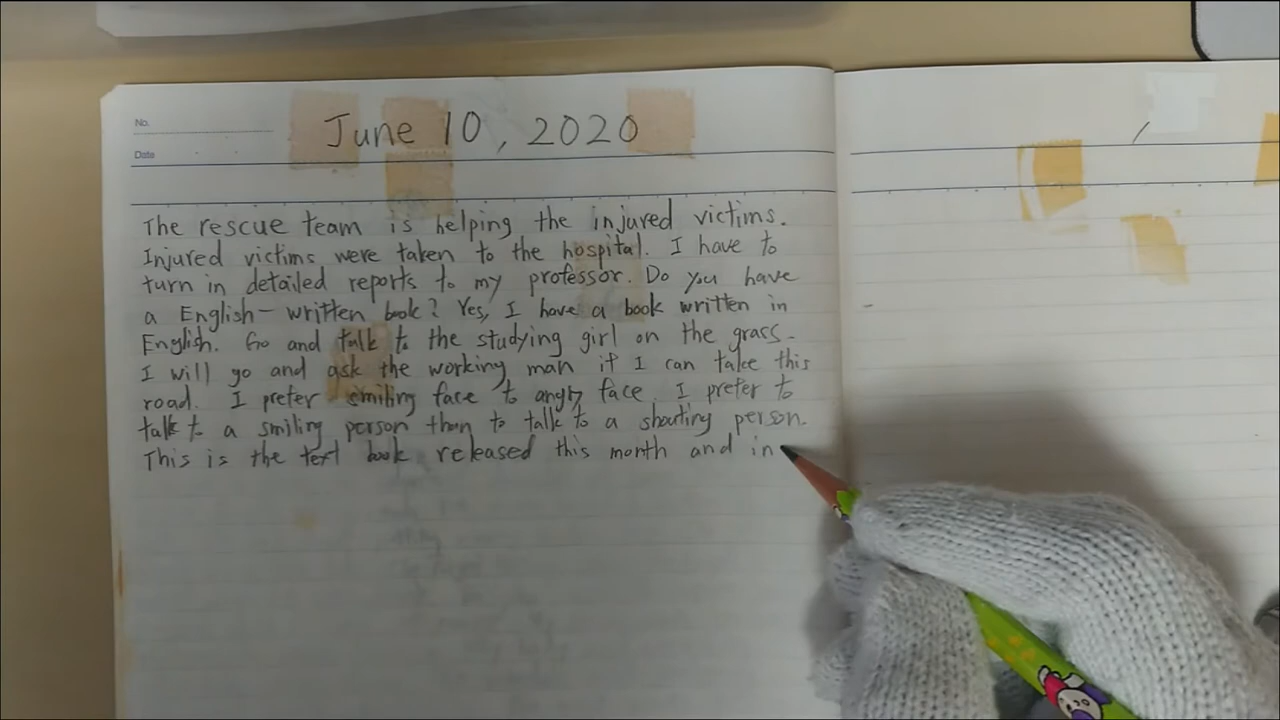 No.
June 10, 2020
Date
The rescue team is helping the injured victims.
Injured victims were taken to the hospital. I have to
turn in detailed reports to my professor. Do you have
a English-written book? Yes, I have a book written in
English. Go and talk to the studying girl on the grass.
I will go and ask the working man if I can take this
road. I prefer smiling face to angry face. I prefer to
talk to a smiling person than to talk to a shouting person.
This is the text book released this month and in